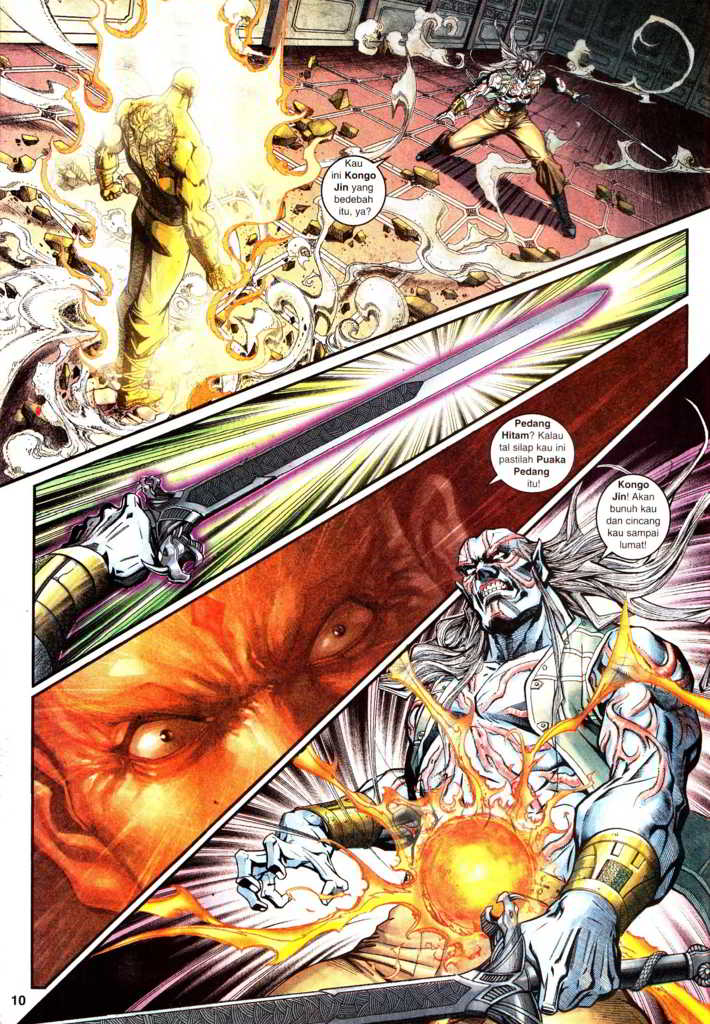 Kau
ini Kongo
Jin yang
bedebah
itu, ya?
Pedang
Hitam? Kalau
tal silap kau ini
pastilah Puaka
Pedang
itu!
Kongo
Jin! Akan
bunuh kau
dan cincang
kau sampai
lumat!
10